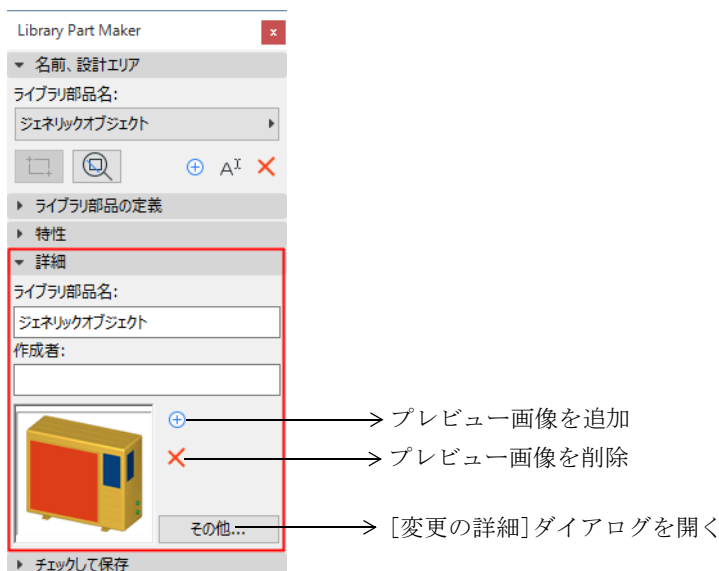 Library Part Maker
x
名前、設計エリア
ライブラリ部品名:
ジェネリックオブジェクト
ライブラリ部品の定義
特性
詳細
ライブラリ部品名:
ジェネリックオブジェクト
作成者:
プレビュー画像を追加
プレビュー画像を削除
その他...
[変更の詳細]ダイアログを開く
チェックして保存